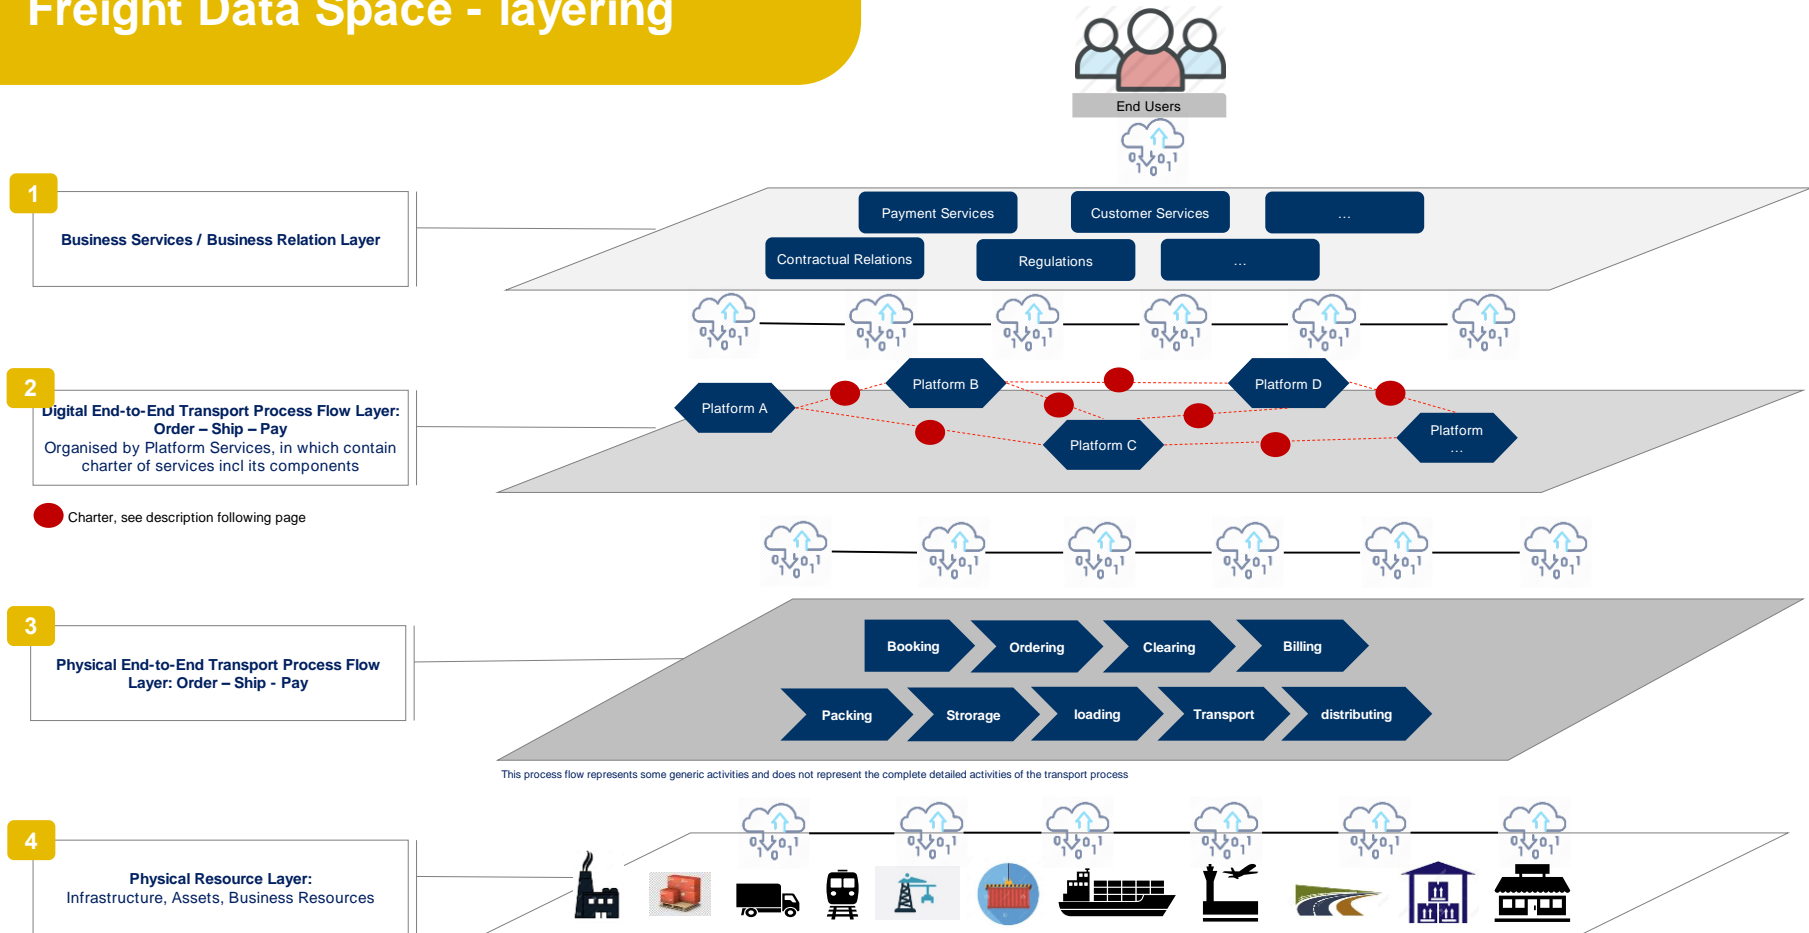 Freight Data Space - layering
End Users
1
Business Services / Business Relation Layer
Payment Services
Customer Services
...
Contractual Relations
Regulations
...
2
Digital End-to-End Transport Process Flow Layer:
Order – Ship – Pay
Organised by Platform Services, in which contain
charter of services incl its components
Platform A
Platform B
Platform C
Platform D
Platform
...
Charter, see description following page
3
Physical End-to-End Transport Process Flow
Layer: Order – Ship - Pay
Booking
Ordering
Clearing
Billing
Packing
Strorage
loading
Transport
distributing
This process flow represents some generic activities and does not represent the complete detailed activities of the transport process
4
Physical Resource Layer:
Infrastructure, Assets, Business Resources